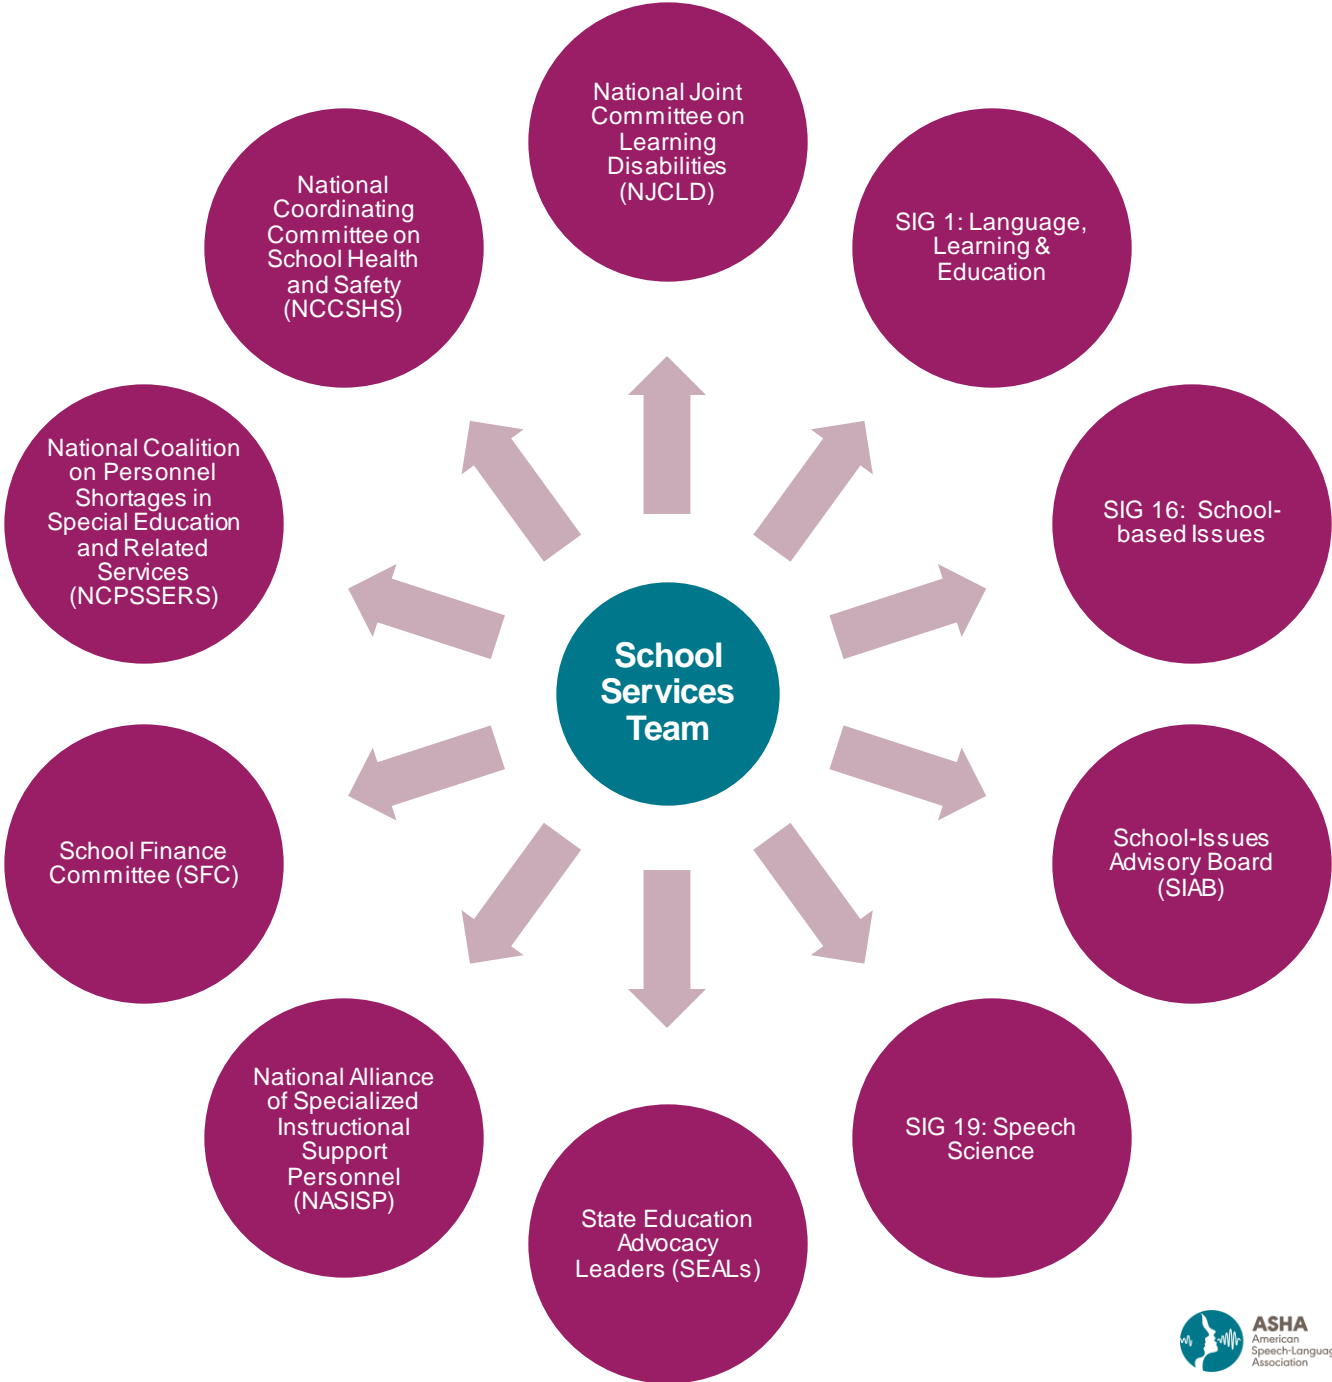 National Joint
Committee on
Learning
Disabilities
(NJCLD)
SIG 1: Language,
Learning &
Education
SIG 16: School-
based Issues
School-Issues
Advisory Board
(SIAB)
SIG 19: Speech
Science
State Education
Advocacy
Leaders (SEALs)
National Alliance
of Specialized
Instructional
Support
Personnel
(NASISP)
School Finance
Committee (SFC)
National Coalition
on Personnel
Shortages in
Special Education
and Related
Services
(NCPSSERS)
National
Coordinating
Committee on
School Health
and Safety
(NCCSHS)
School
Services
Team
ASHA
American
Speech-Languag
Association